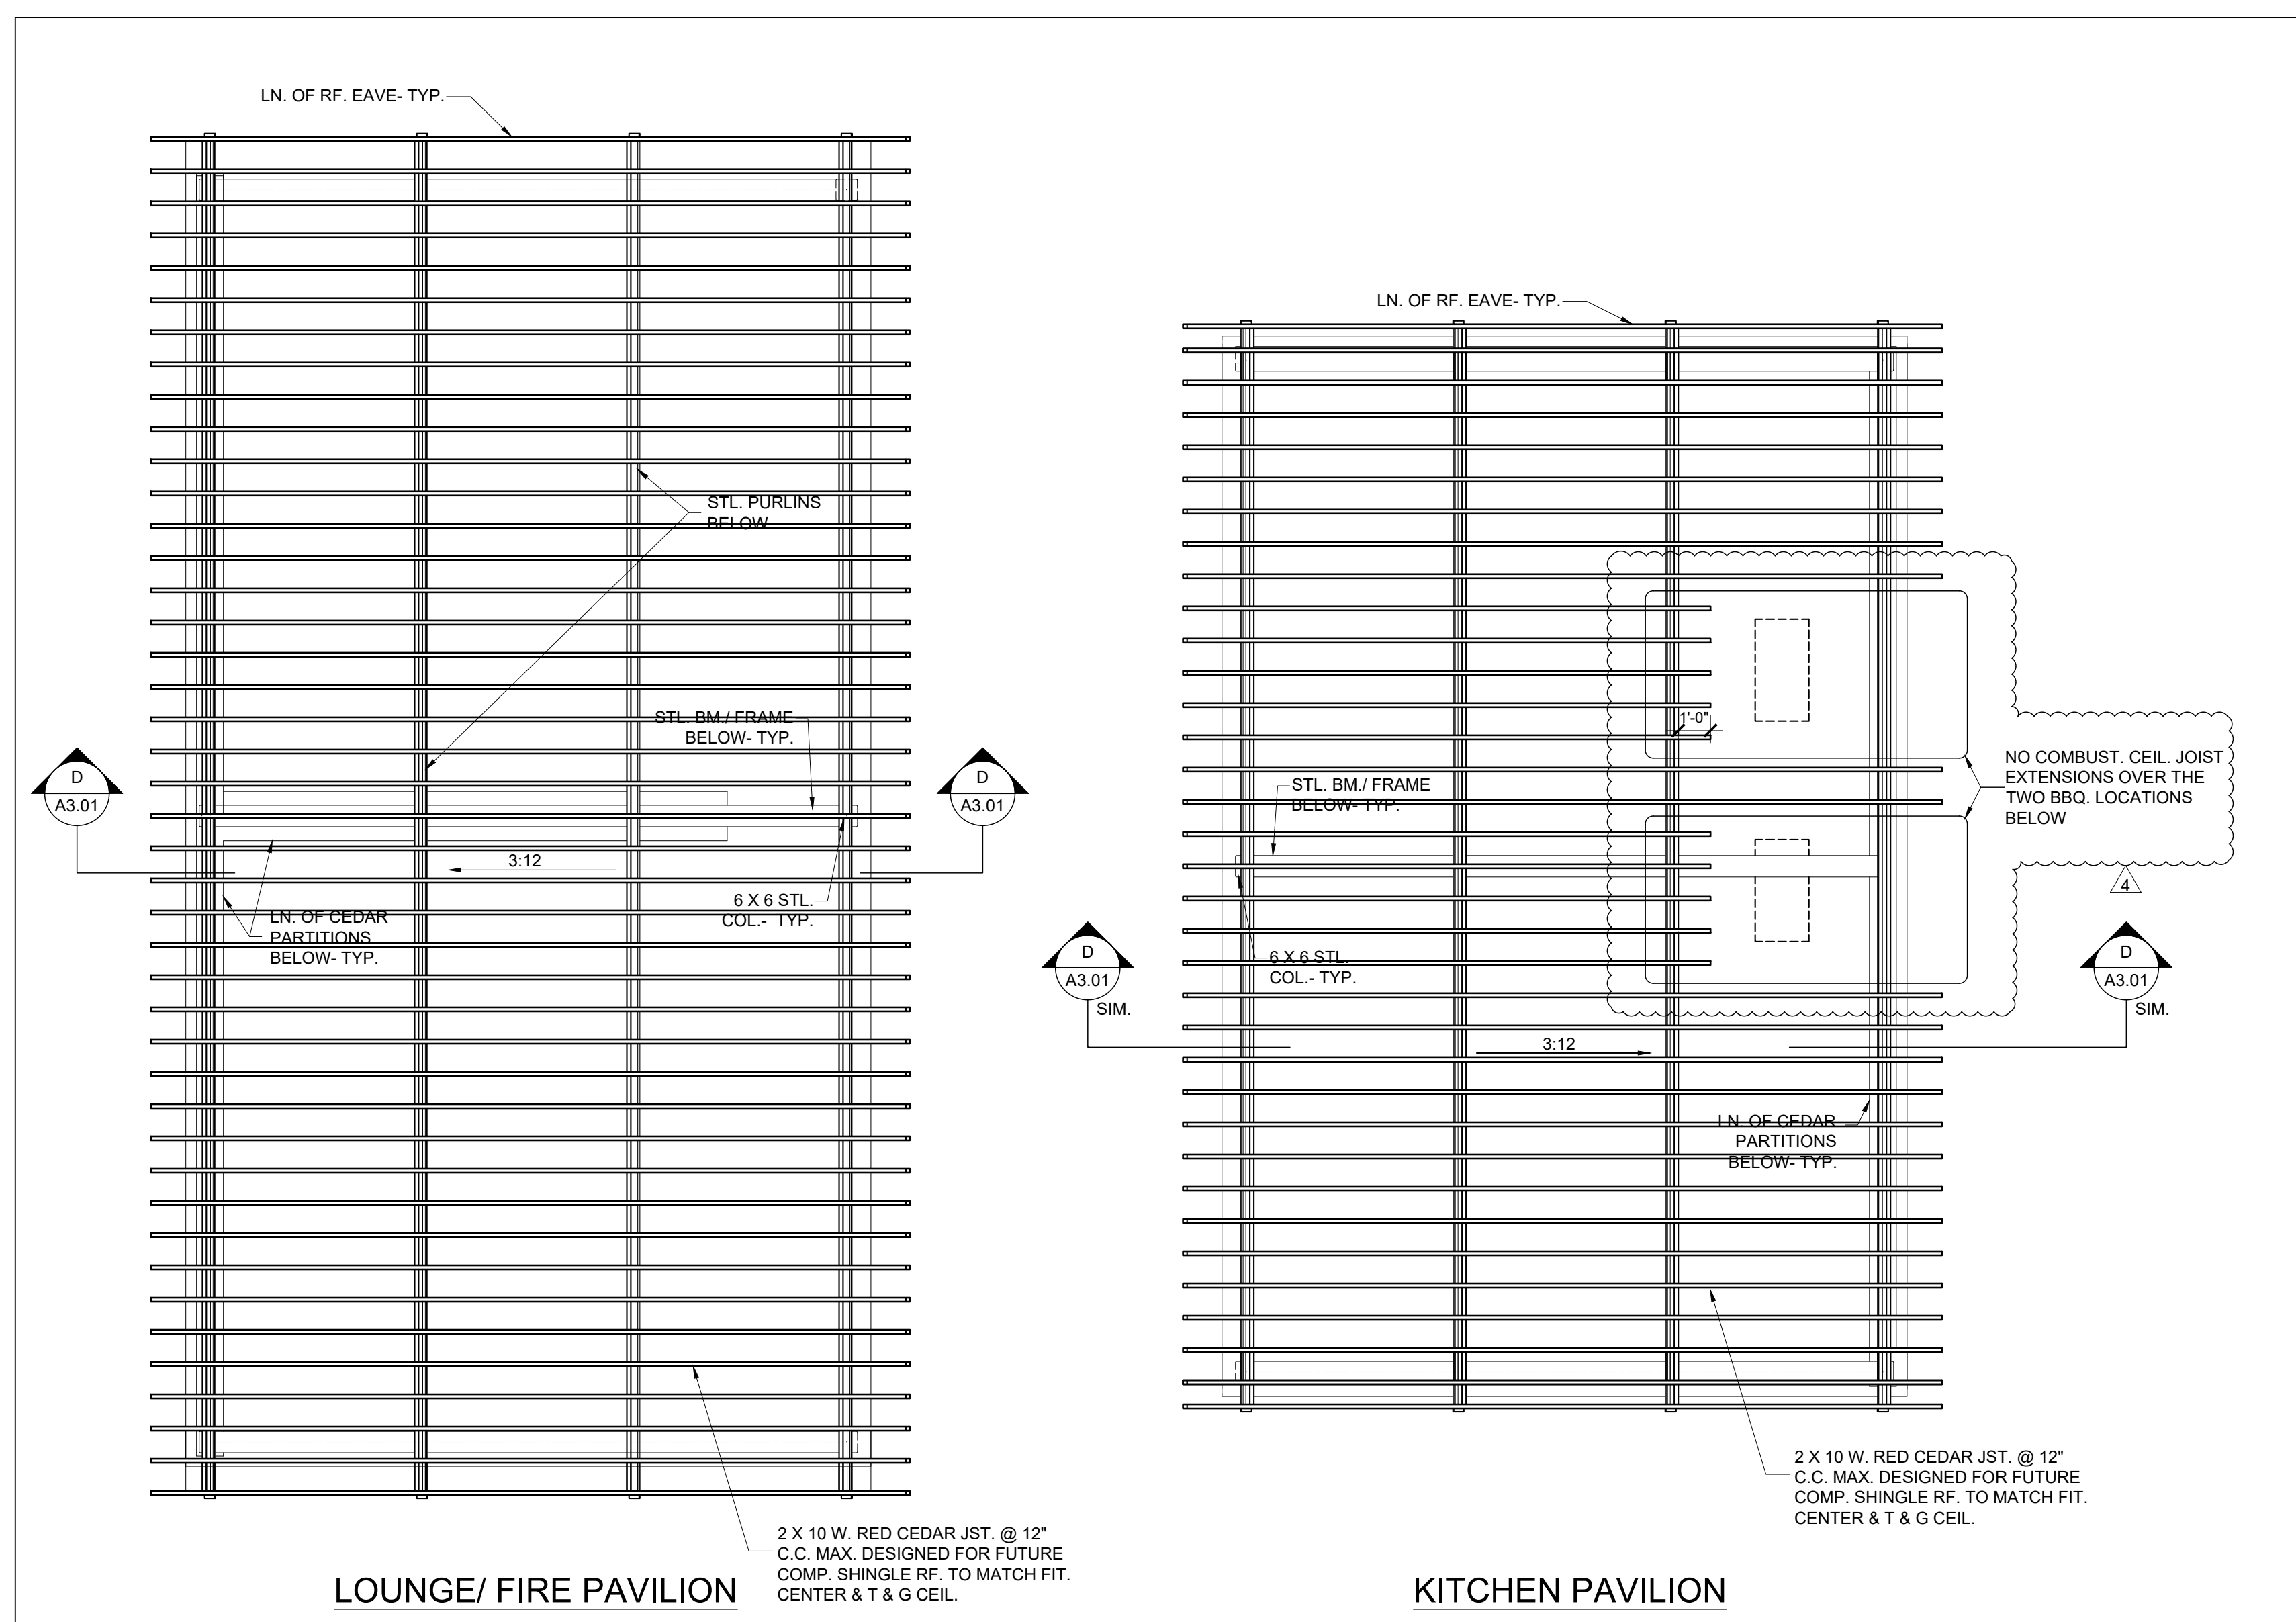 LN. OF RF. EAVE- TYP.
STL. PURLINS
BELOW
STL. BM./ FRAME
BELOW- TYP.
D
A3.01
D
A3.01
3:12
6 X 6 STL.
COL.- TYP.
LN. OF CEDAR
PARTITIONS
BELOW- TYP.
2 X 10 W. RED CEDAR JST. @ 12"
C.C. MAX. DESIGNED FOR FUTURE
COMP. SHINGLE RF. TO MATCH FIT.
CENTER & T & G CEIL.
LOUNGE/ FIRE PAVILION
LN. OF RF. EAVE- TYP.
1'-0"
NO COMBUST. CEIL. JOIST
EXTENSIONS OVER THE
TWO BBQ. LOCATIONS
BELOW
4
STL. BM./ FRAME
BELOW- TYP.
6 X 6 STL.
COL.- TYP.
D
A3.01
SIM.
D
A3.01
SIM.
3:12
LN. OF CEDAR
PARTITIONS
BELOW- TYP.
2 X 10 W. RED CEDAR JST. @ 12"
C.C. MAX. DESIGNED FOR FUTURE
COMP. SHINGLE RF. TO MATCH FIT.
CENTER & T & G CEIL.
KITCHEN PAVILION